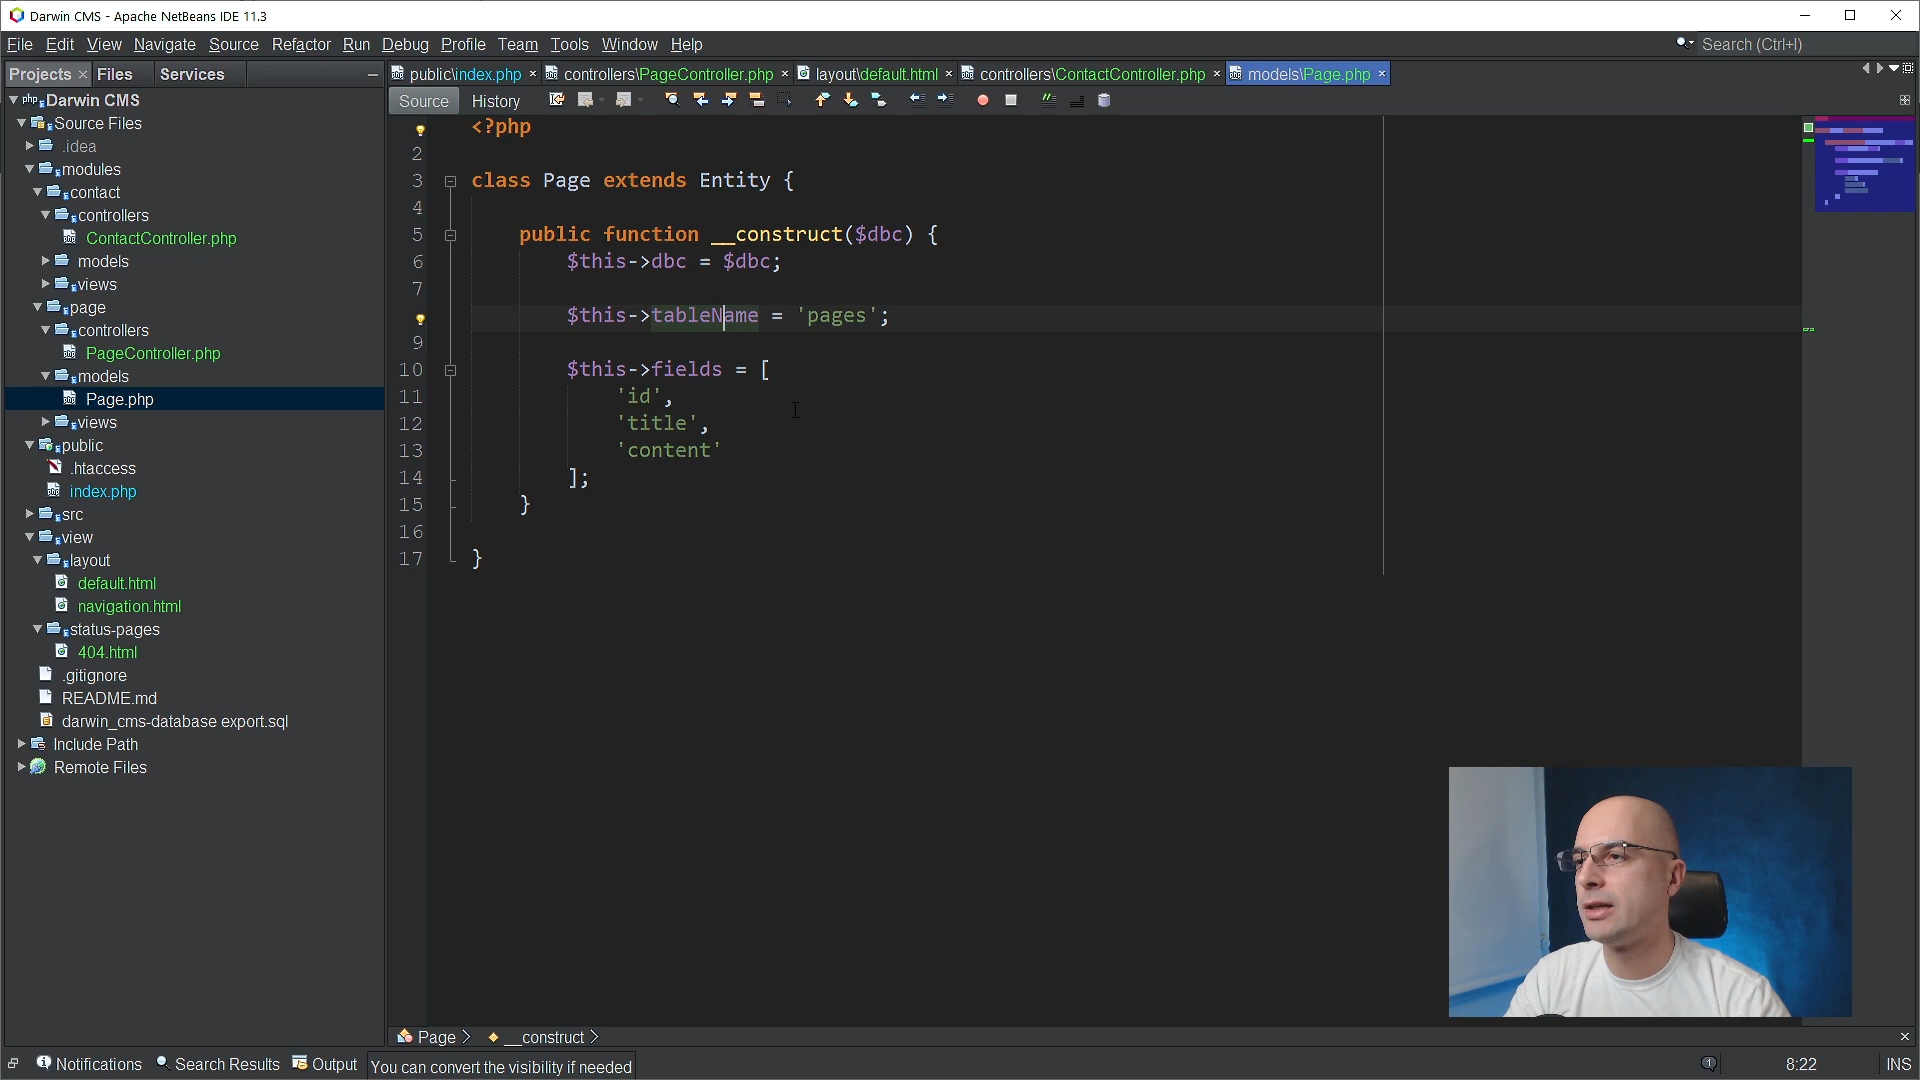 Darwin CMS - Apache NetBeans IDE 11.3
File Edit View Navigate Source Refactor Run Debug Profile Team Tools Window Help
Search (Ctrl+I)
Projects
Files
Services
public\index.php
controllers\PageController.php
layout\default.html
controllers\ContactController.php
models\Page.php
Source
History
Darwin CMS
Source Files
.idea
modules
contact
controllers
ContactController.php
models
views
page
controllers
PageController.php
models
Page.php
views
public
.htaccess
index.php
src
view
layout
default.html
navigation.html
status-pages
404.html
.gitignore
README.md
darwin_cms-database export.sql
Include Path
Remote Files
<?php
2
3 class Page extends Entity {
4
5 public function __construct($dbc) {
6 $this->dbc = $dbc;
7
$this->tableName = 'pages';
9
10 $this->fields = [
11 'id',
12 'title',
13 'content'
14 ];
15 }
16
17 }
Page
__construct
Notifications
Search Results
Output
You can convert the visibility if needed
1
8:22
INS